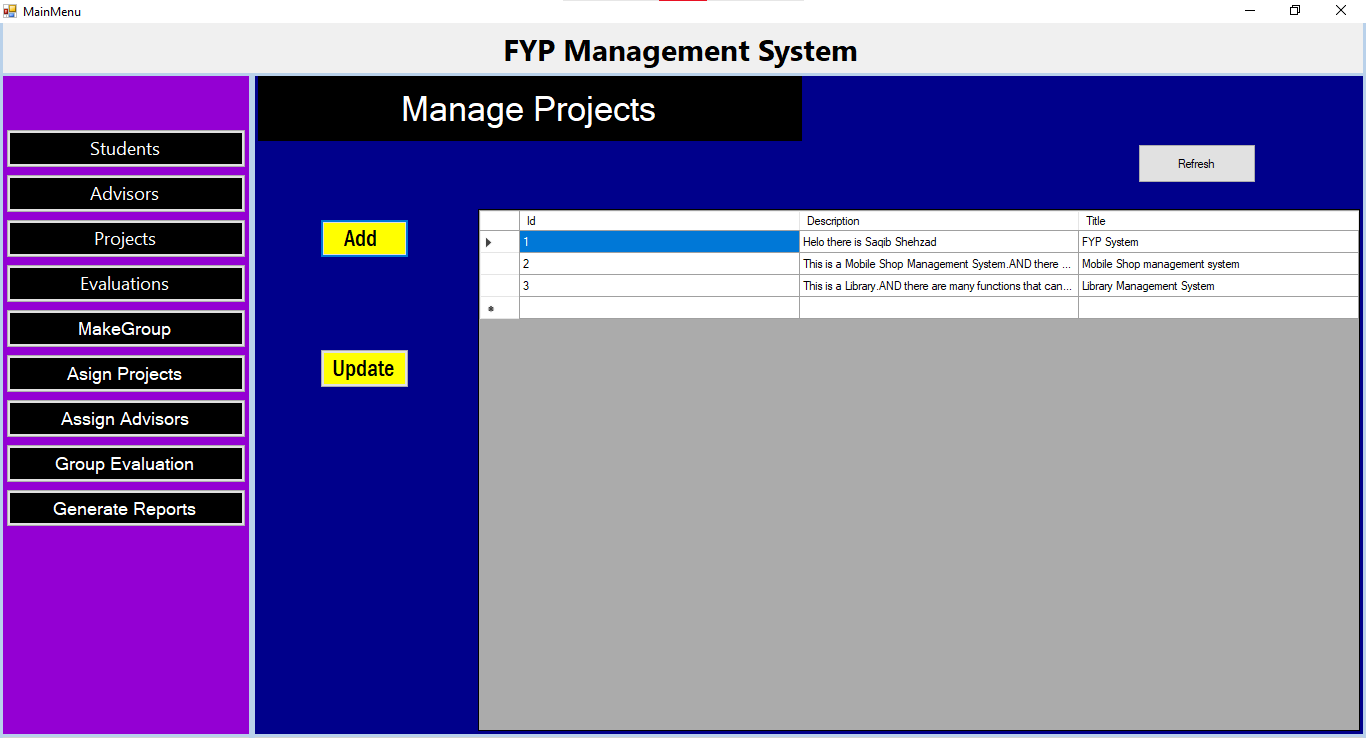 MainMenu
FYP Management System
Manage Projects
Refresh
Students
Advisors
Projects
Evaluations
MakeGroup
Asign Projects
Assign Advisors
Group Evaluation
Generate Reports
Add
Update
Id Description Title
1 Helo there is Saqib Shehzad FYP System
2 This is a Mobile Shop Management System.AND there ... Mobile Shop management system
3 This is a Library.AND there are many functions that can... Library Management System